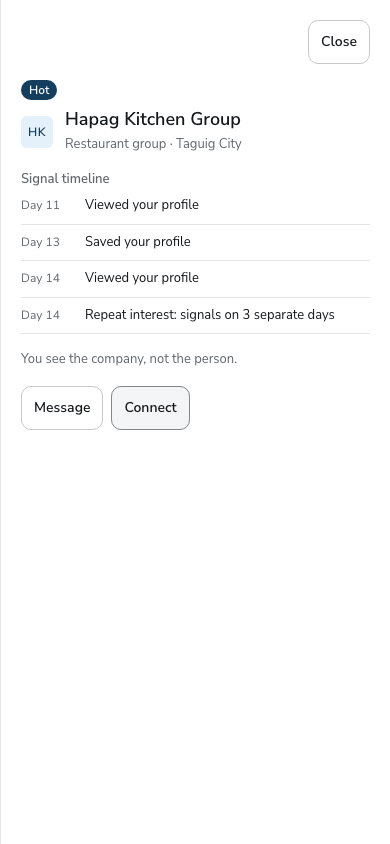 Close
Hot
HK
Hapag Kitchen Group
Restaurant group · Taguig City
Signal timeline
Day 11 Viewed your profile
Day 13 Saved your profile
Day 14 Viewed your profile
Day 14 Repeat interest: signals on 3 separate days
You see the company, not the person.
Message Connect